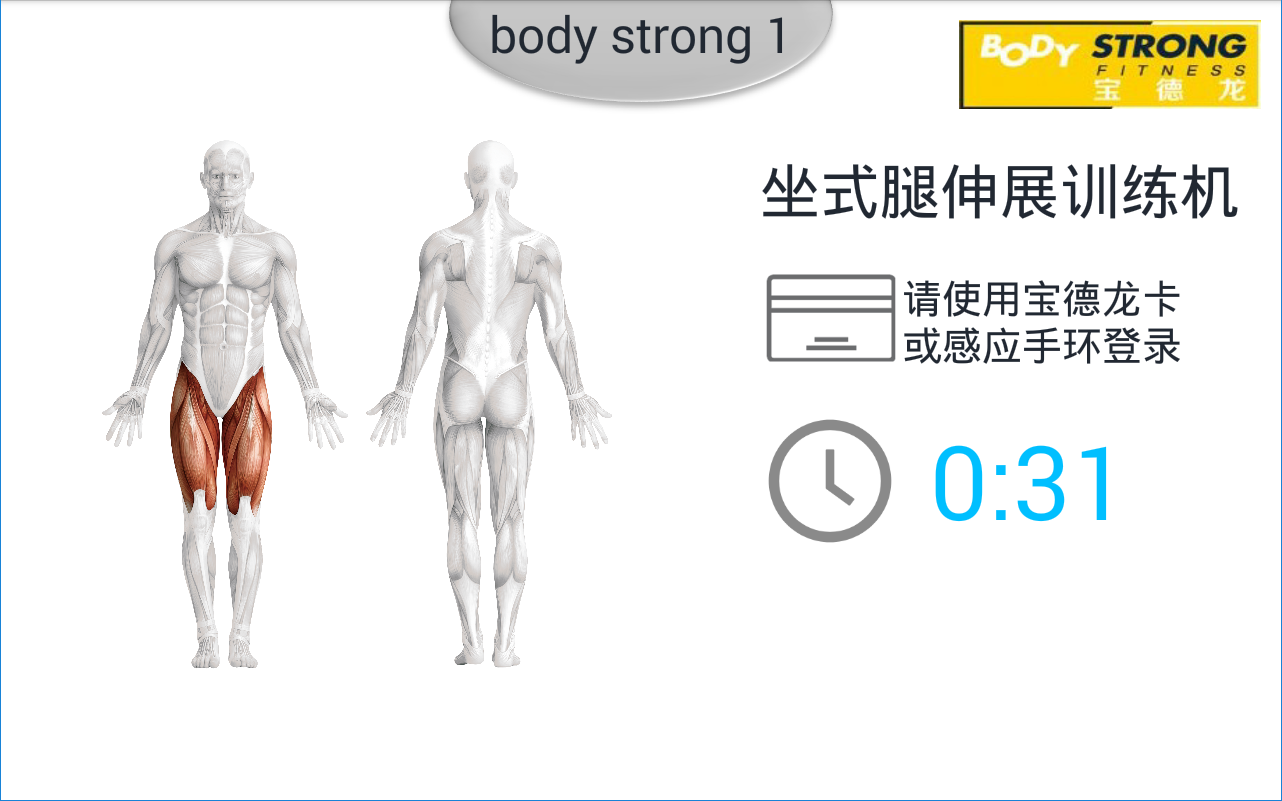 body strong 1
BODY STRONG
FITNESS
宝德龙
坐式腿伸展训练机
请使用宝德龙卡
或感应手环登录
0:31